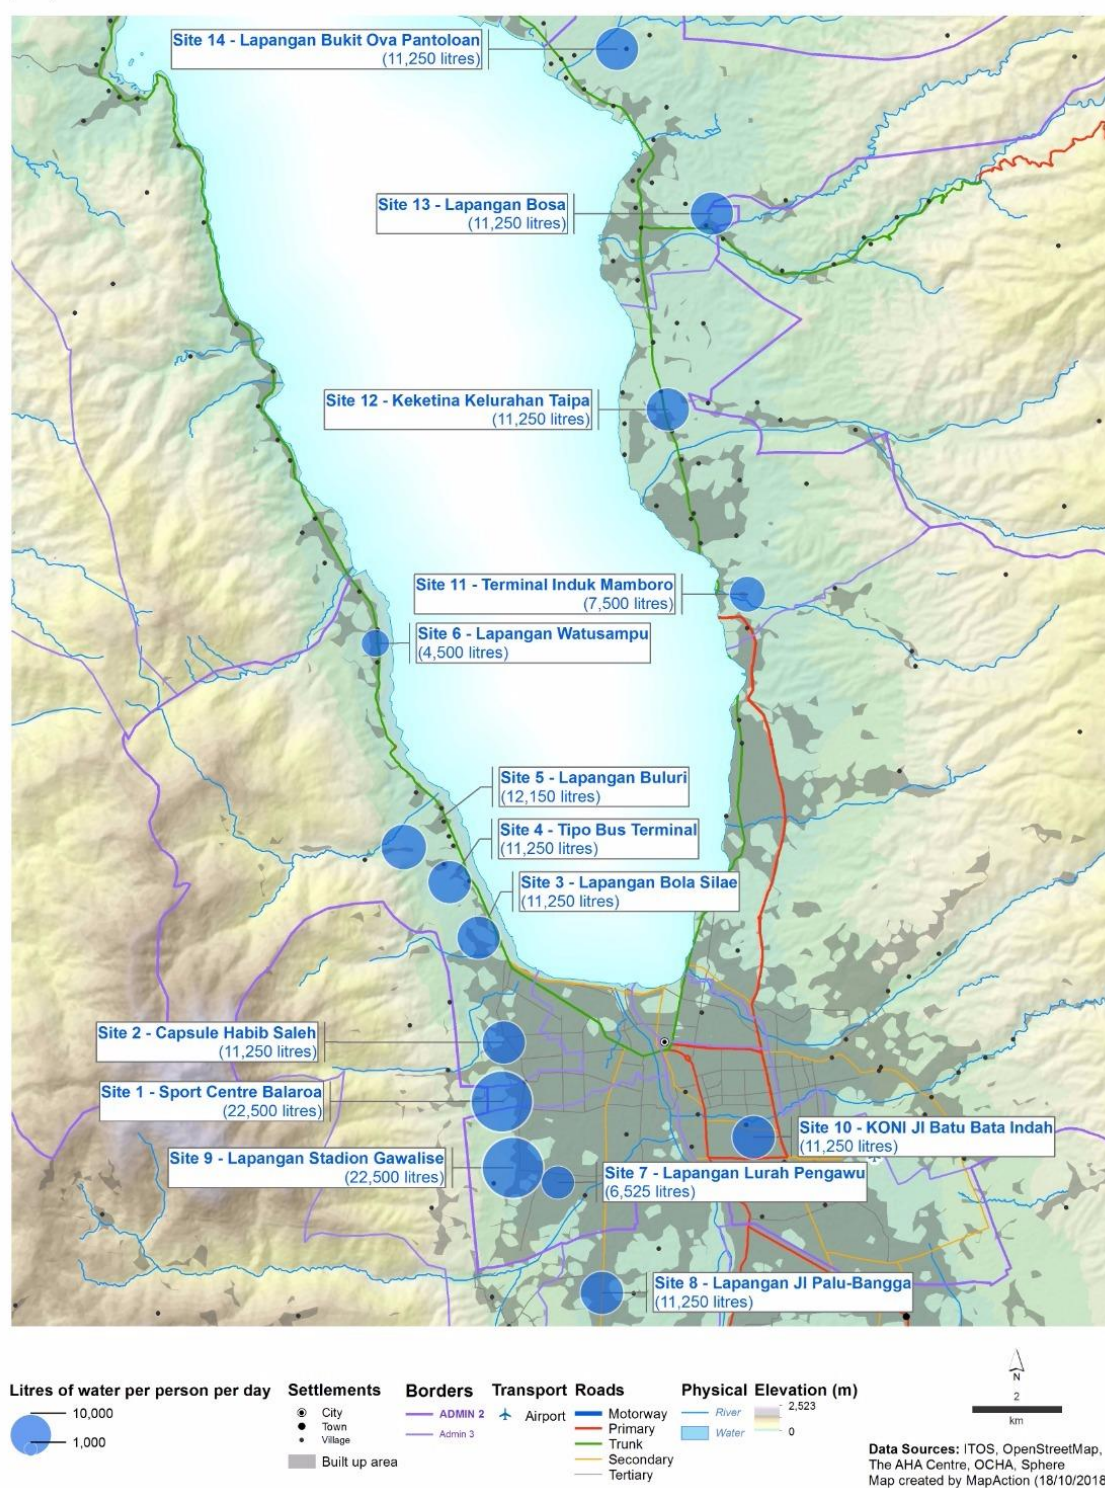 Site 14 - Lapangan Bukit Ova Pantoloan
(11,250 litres)
Site 13 - Lapangan Bosa
(11,250 litres)
Site 12 - Keketina Kelurahan Taipa
(11,250 litres)
Site 11 - Terminal Induk Mamboro
(7,500 litres)
Site 6 - Lapangan Watusampu
(4,500 litres)
Site 5 - Lapangan Buluri
(12,150 litres)
Site 4 - Tipo Bus Terminal
(11,250 litres)
Site 3 - Lapangan Bola Silae
(11,250 litres)
Site 2 - Capsule Habib Saleh
(11,250 litres)
Site 1 - Sport Centre Balaroa
(22,500 litres)
Site 10 - KONI Jl Batu Bata Indah
(11,250 litres)
Site 9 - Lapangan Stadion Gawalise
(22,500 litres)
Site 7 - Lapangan Lurah Pengawu
(6,525 litres)
Site 8 - Lapangan Jl Palu-Bangga
(11,250 litres)
Litres of water per person per day
10,000
1,000
Settlements
City
Town
Village
Built up area
Borders
ADMIN 2
Admin 3
Transport
Airport
Roads
Motorway
Primary
Trunk
Secondary
Tertiary
Physical
River
Water
Elevation (m)
2,523
0
N
2
km
Data Sources: ITOS, OpenStreetMap,
The AHA Centre, OCHA, Sphere
Map created by MapAction (18/10/2018